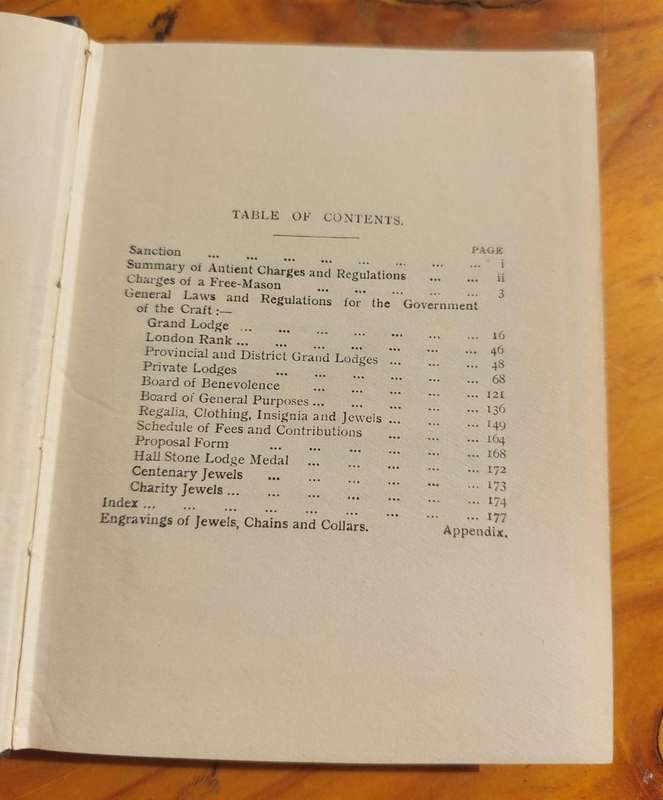 TABLE OF CONTENTS.
PAGE
Sanction ... ... ... ... ... ... ... ... i
Summary of Antient Charges and Regulations ... ... ii
Charges of a Free-Mason ... ... ... ... ... 3
General Laws and Regulations for the Government
of the Craft :—
Grand Lodge ... ... ... ... ... ... ... 16
London Rank ... ... ... ... ... ... ... 46
Provincial and District Grand Lodges ... ... ... 48
Private Lodges ... ... ... ... ... ... 68
Board of Benevolence ... ... ... ... ... 121
Board of General Purposes ... ... ... ... ... 136
Regalia, Clothing, Insignia and Jewels ... ... ... 149
Schedule of Fees and Contributions ... ... ... 164
Proposal Form ... ... ... ... ... ... 168
Hall Stone Lodge Medal ... ... ... ... ... 172
Centenary Jewels ... ... ... ... ... ... 173
Charity Jewels ... ... ... ... ... ... ... 174
Index ... ... ... ... ... ... ... ... ... 177
Engravings of Jewels, Chains and Collars. Appendix.